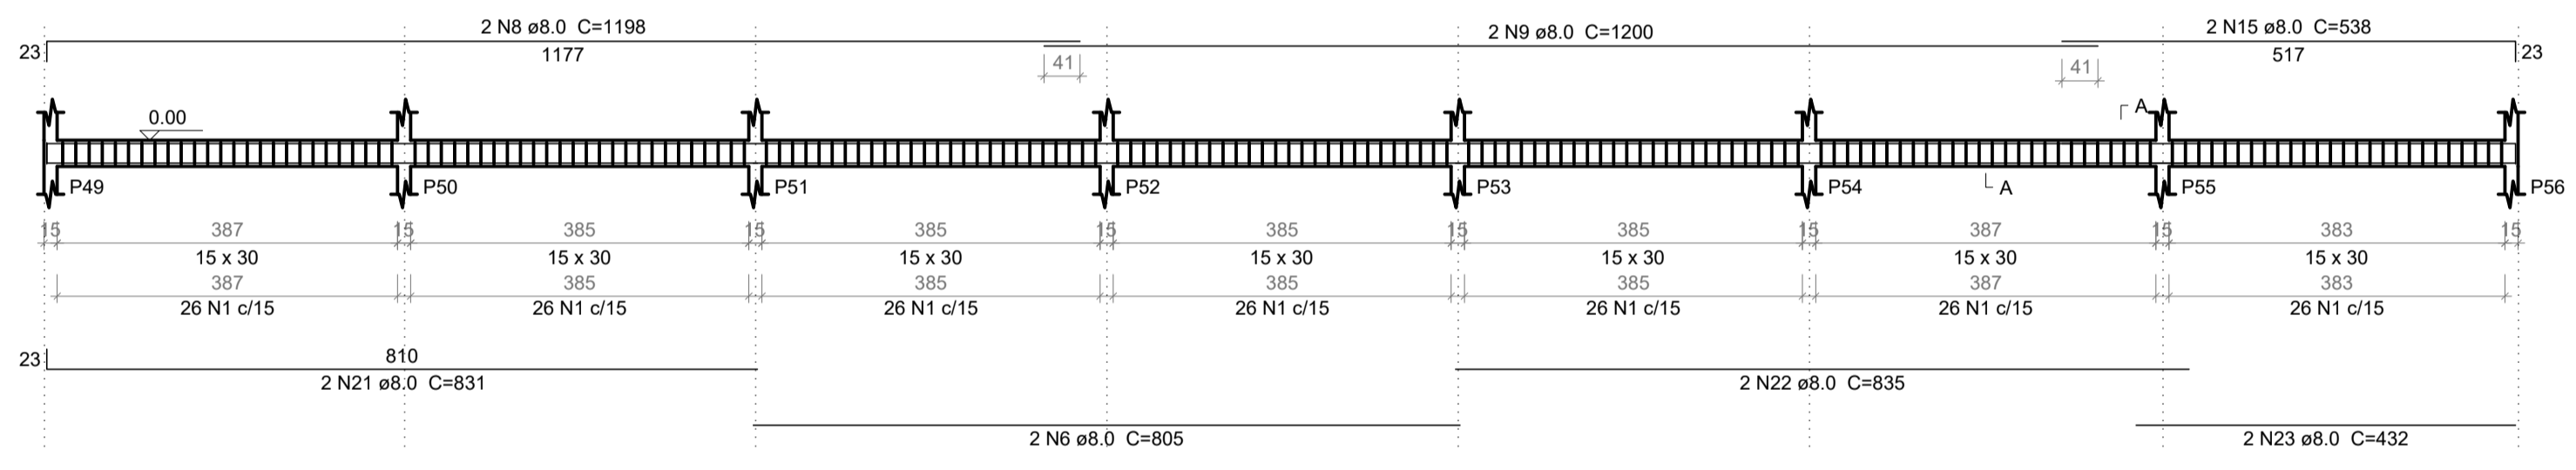 2 N8 ø8.0 C=1198
2 N9 ø8.0 C=1200
2 N15 ø8.0 C=538
23
1177
517
23
41
41
0.00
A
P49
P50
P51
P52
P53
P54
A
P55
P56
15 387 15 385 15 385 15 385 15 385 15 387 15 383 15
15 x 30 15 x 30 15 x 30 15 x 30 15 x 30 15 x 30 15 x 30
387 385 385 385 385 387 383
26 N1 c/15 26 N1 c/15 26 N1 c/15 26 N1 c/15 26 N1 c/15 26 N1 c/15 26 N1 c/15
23
810
2 N21 ø8.0 C=831
2 N22 ø8.0 C=835
2 N6 ø8.0 C=805
2 N23 ø8.0 C=432